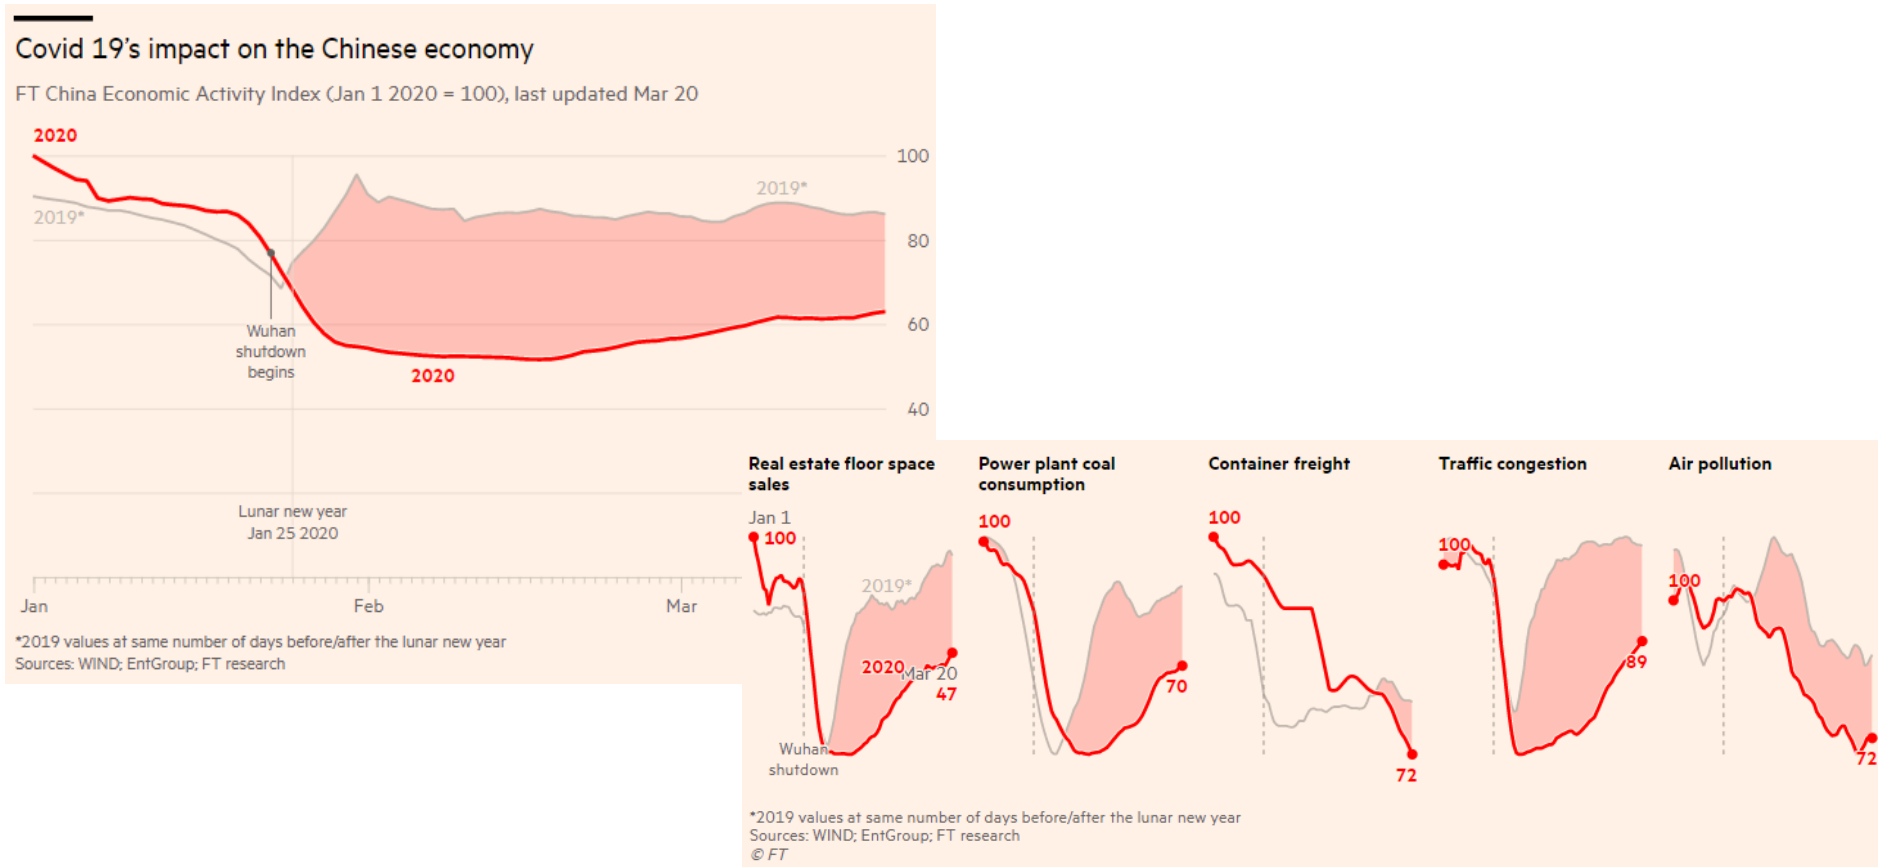 Covid 19's impact on the Chinese economy
FT China Economic Activity Index (Jan 1 2020 = 100), last updated Mar 20
2020
100
2019*
2019*
80
Wuhan
shutdown
begins
60
2020
40
Lunar new year
Jan 25 2020
Jan
Feb
Mar
*2019 values at same number of days before/after the lunar new year
Sources: WIND; EntGroup; FT research
Real estate floor space
sales
Jan 1
100
2019*
2020
Mar 20
47
Wuhan
shutdown
Power plant coal
consumption
100
70
Container freight
100
72
Traffic congestion
100
89
Air pollution
100
72
*2019 values at same number of days before/after the lunar new year
Sources: WIND; EntGroup; FT research
© FT